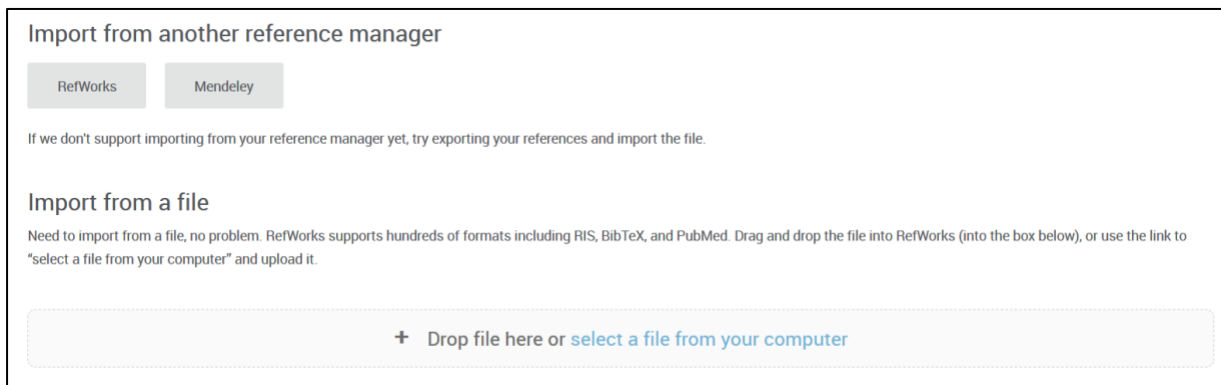 Import from another reference manager
RefWorks Mendeley
If we don't support importing from your reference manager yet, try exporting your references and import the file.
Import from a file
Need to import from a file, no problem. RefWorks supports hundreds of formats including RIS, BibTeX, and PubMed. Drag and drop the file into RefWorks (into the box below), or use the link to
“select a file from your computer” and upload it.
+ Drop file here or select a file from your computer